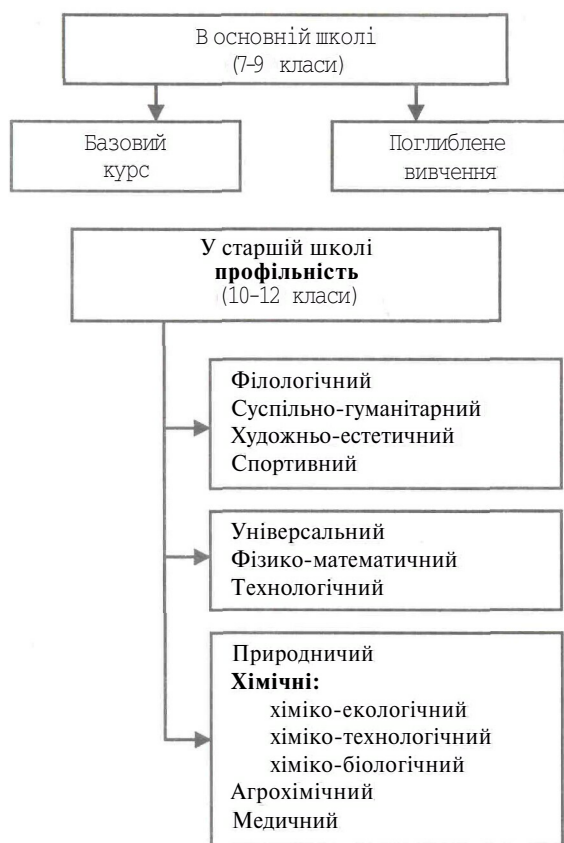 В основній школі
(7-9 класи)
Базовий
курс
Поглиблене
вивчення
У старшій школі
профільність
(10-12 класи)
Філологічний
Суспільно-гуманітарний
Художньо-естетичний
Спортивний
Універсальний
Фізико-математичний
Технологічний
Природничий
Хімічні:
хіміко-екологічний
хіміко-технологічний
хіміко-біологічний
Агрохімічний
Медичний